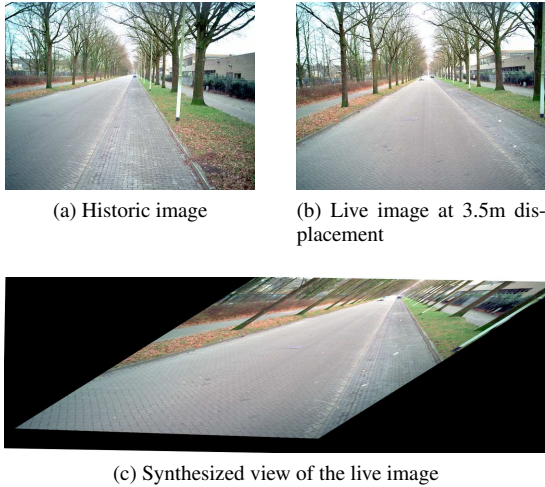 (a) Historic image
(b) Live image at 3.5m dis-
placement
(c) Synthesized view of the live image